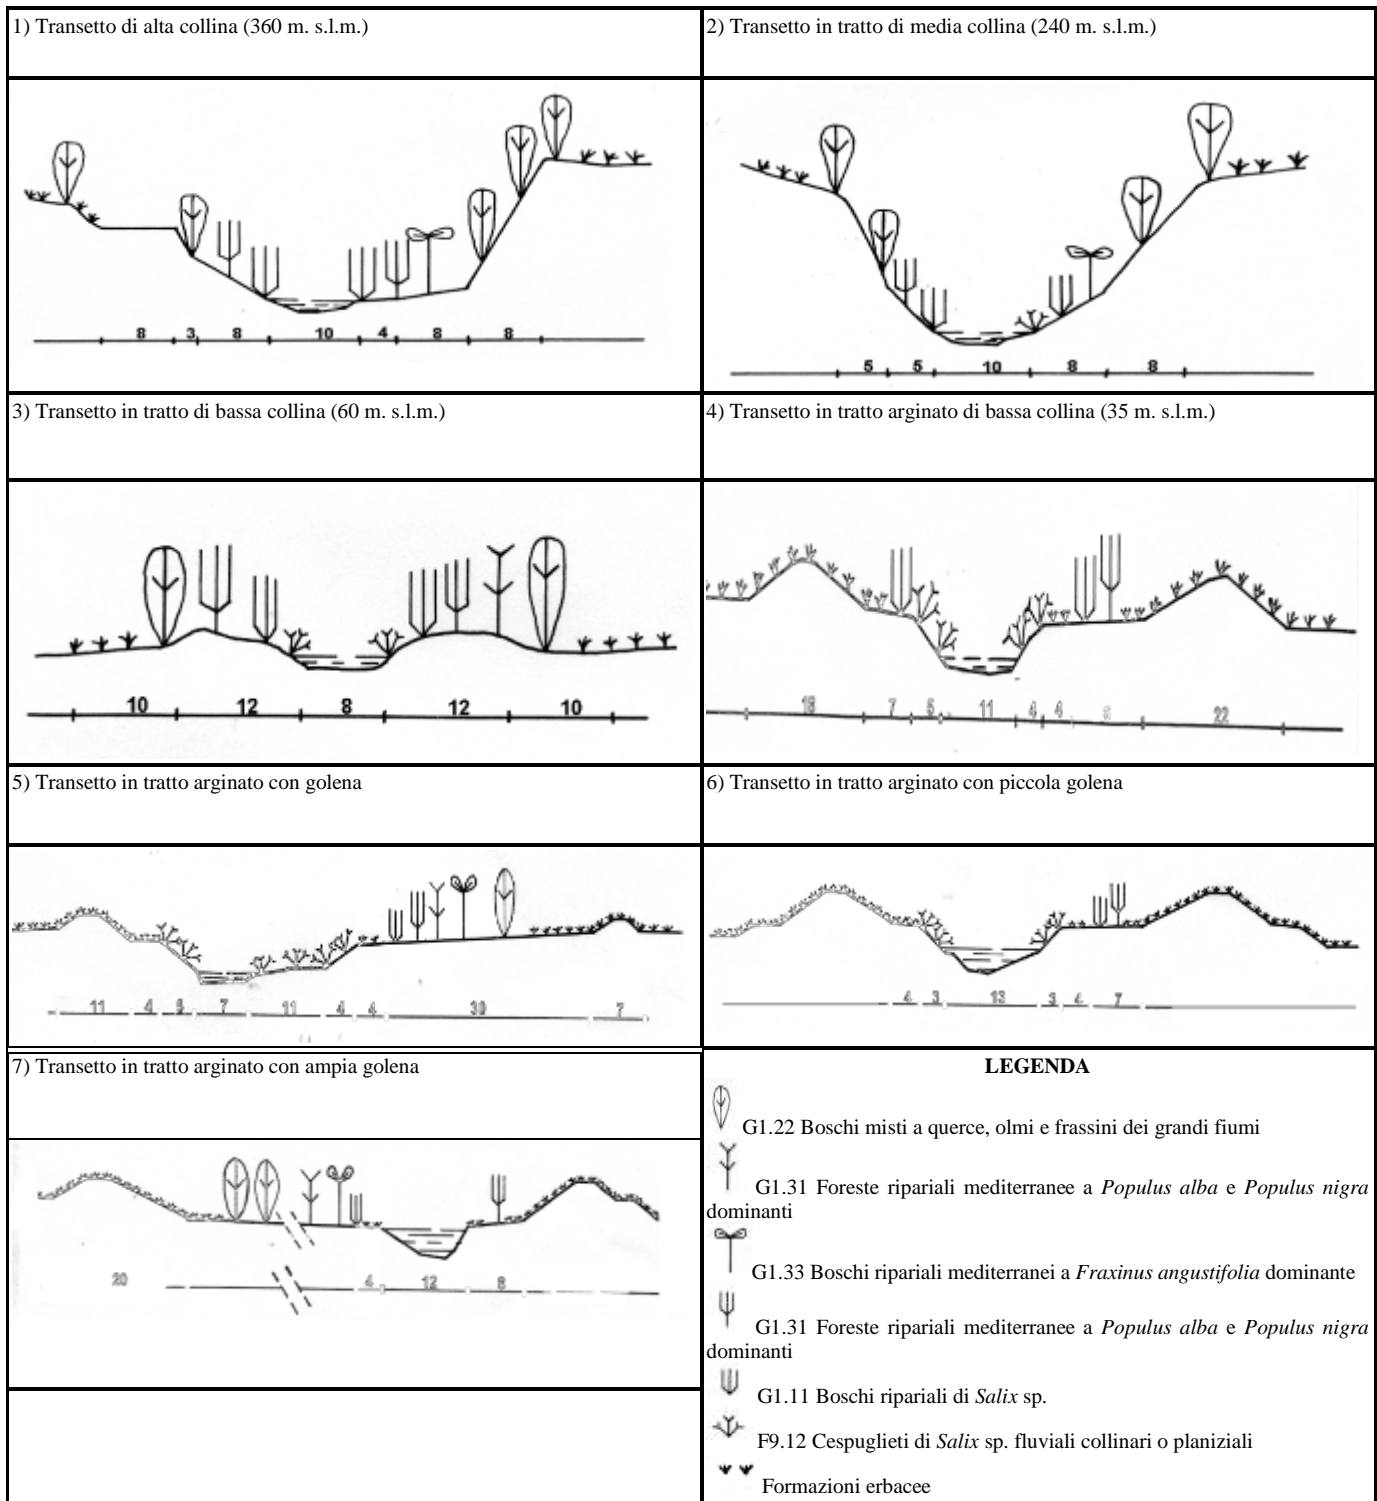 1) Transetto di alta collina (360 m. s.l.m.)
2) Transetto in tratto di media collina (240 m. s.l.m.)
8 3 8 10 4 8 8
5 5 10 8 8
3) Transetto in tratto di bassa collina (60 m. s.l.m.)
4) Transetto in tratto arginato di bassa collina (35 m. s.l.m.)
10 12 8 12 10
18 7 5 11 4 4 22
5) Transetto in tratto arginato con golena
6) Transetto in tratto arginato con piccola golena
11 4 7 11 4 4 30 7
4 3 13 3 4 7
7) Transetto in tratto arginato con ampia golena
20 4 12 8
LEGENDA
G1.22 Boschi misti a querce, olmi e frassini dei grandi fiumi
G1.31 Foreste ripariali mediterranee a Populus alba e Populus nigra
dominanti
G1.33 Boschi ripariali mediterranei a Fraxinus angustifolia dominante
G1.31 Foreste ripariali mediterranee a Populus alba e Populus nigra
dominanti
G1.11 Boschi ripariali di Salix sp.
F9.12 Cespuglieti di Salix sp. fluviali collinari o planiziali
Formazioni erbacee